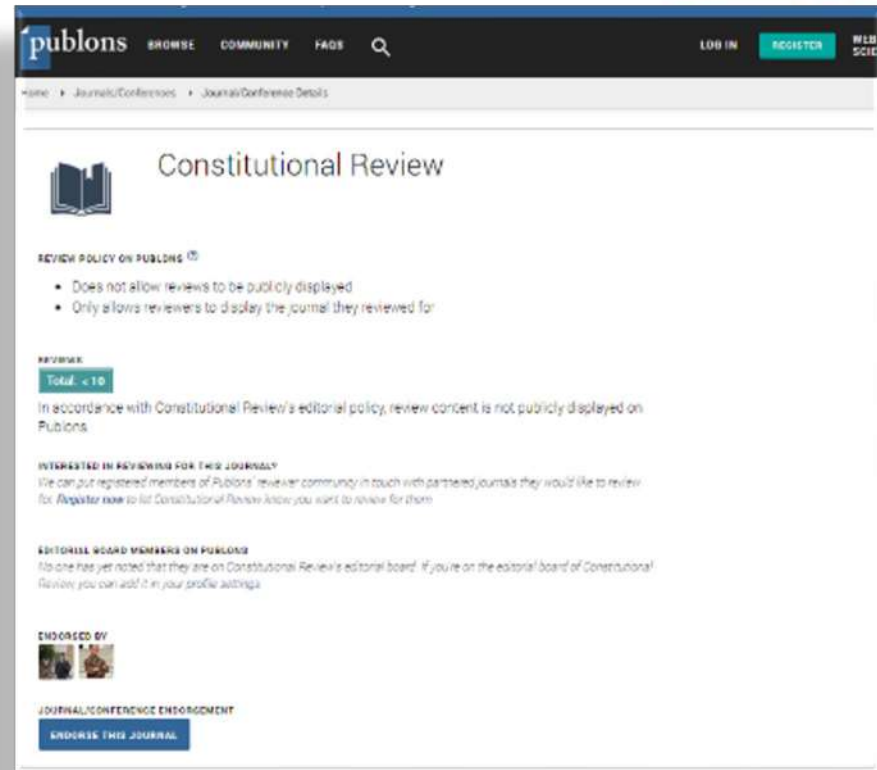 publons BROWSE COMMUNITY FAQS LOG IN REGISTER WEB
SCIE
Home Journals/Conferences Journal/Conference Details
Constitutional Review
REVIEW POLICY ON PUBLONS
Does not allow reviews to be publicly displayed
Only allows reviewers to display the journal they reviewed for
REVIEWS
Total: < 10
In accordance with Constitutional Review's editorial policy, review content is not publicly displayed on
Publons.
INTERESTED IN REVIEWING FOR THIS JOURNAL?
We can put registered members of Publons' reviewer community in touch with partnered journals they would like to review
for. Register now to let Constitutional Review know you want to review for them
EDITORIAL BOARD MEMBERS ON PUBLONS
No one has yet noted that they are on Constitutional Review's editorial board. If you're on the editorial board of Constitutional
Review you can add it in your profile settings.
ENDORSED BY
JOURNAL/CONFERENCE ENDORSEMENT
ENDORSE THIS JOURNAL